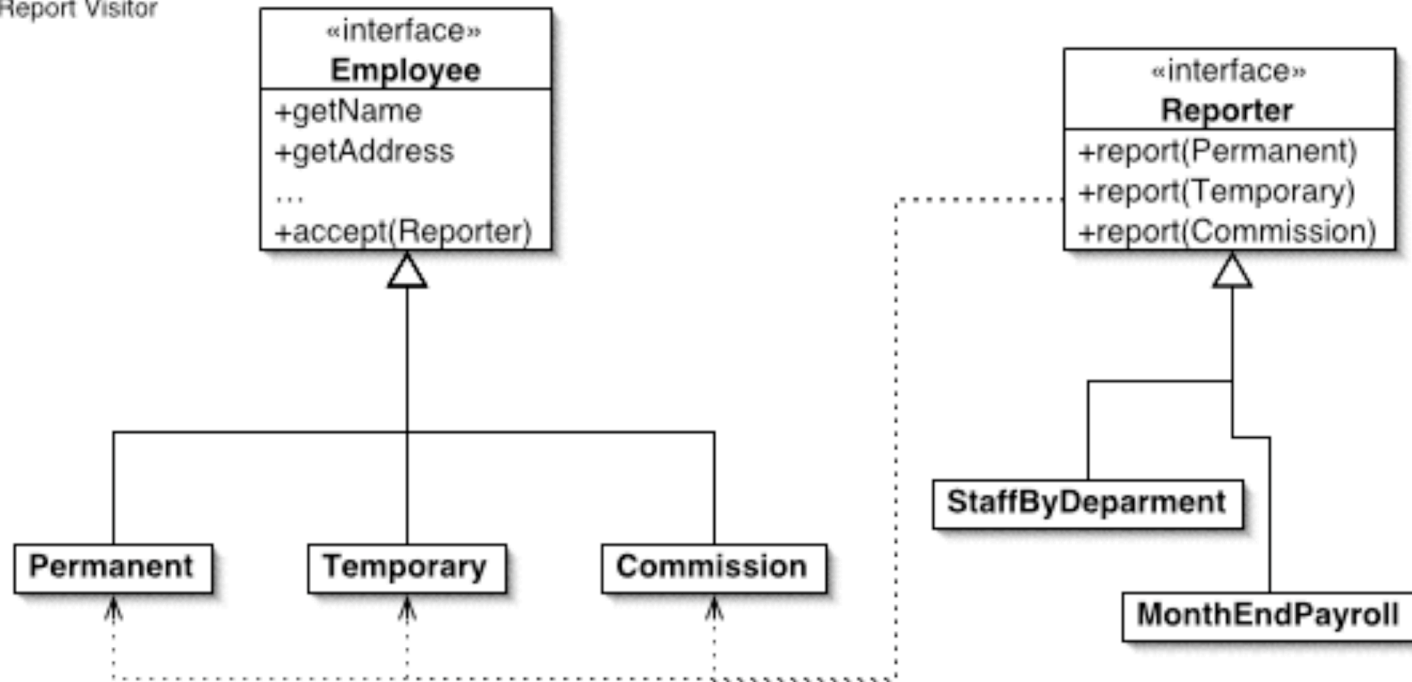 Report Visitor
«interface»
Employee
+getName
+getAddress
...
+accept(Reporter)
«interface»
Reporter
+report(Permanent)
+report(Temporary)
+report(Commission)
StaffByDeparment
Permanent
Temporary
Commission
MonthEndPayroll